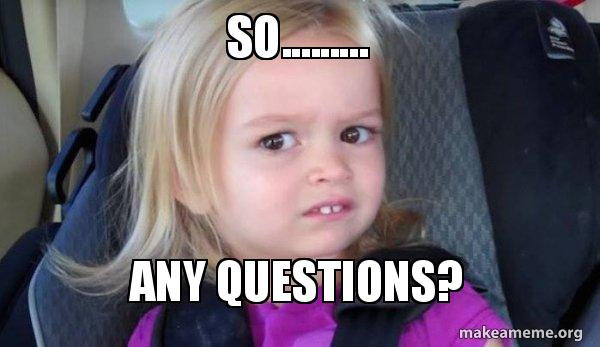 SO.........
ANY QUESTIONS?
makeameme.org